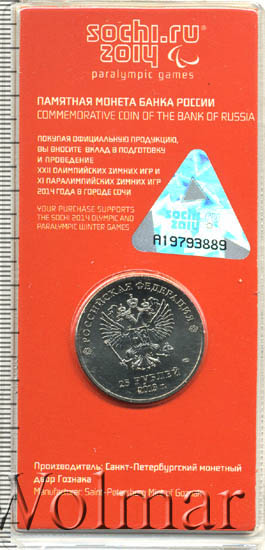 sochi.ru
2014
paralympic games
ПАМЯТНАЯ МОНЕТА БАНКА РОССИИ
COMMEMORATIVE COIN OF THE BANK OF RUSSIA
ПОКУПАЯ ОФИЦИАЛЬНУЮ ПРОДУКЦИЮ,
ВЫ ВНОСИТЕ ВКЛАД В ПОДГОТОВКУ
И ПРОВЕДЕНИЕ
XXII ОЛИМПИЙСКИХ ЗИМНИХ ИГР И
XI ПАРАЛИМПИЙСКИХ ЗИМНИХ ИГР
2014 ГОДА В ГОРОДЕ СОЧИ
YOUR PURCHASE SUPPORTS
THE SOCHI 2014 OLYMPIC AND
PARALYMPIC WINTER GAMES
sochi.ru
2014
A19793889
РОССИЙСКАЯ ФЕДЕРАЦИЯ
25 РУБЛЕЙ
2013 г.
Производитель: Санкт-Петербургский монетный
двор Гознака
Manufacturer: Saint-Petersburg Mint of Goznak
Wolmar